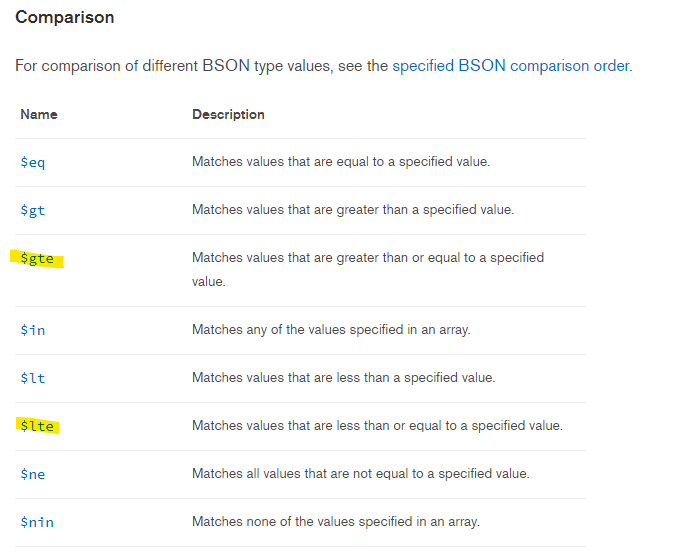 Comparison
For comparison of different BSON type values, see the specified BSON comparison order.
Name Description
$eq Matches values that are equal to a specified value.
$gt Matches values that are greater than a specified value.
$gte Matches values that are greater than or equal to a specified
value.
$in Matches any of the values specified in an array.
$lt Matches values that are less than a specified value.
$lte Matches values that are less than or equal to a specified value.
$ne Matches all values that are not equal to a specified value.
$nin Matches none of the values specified in an array.